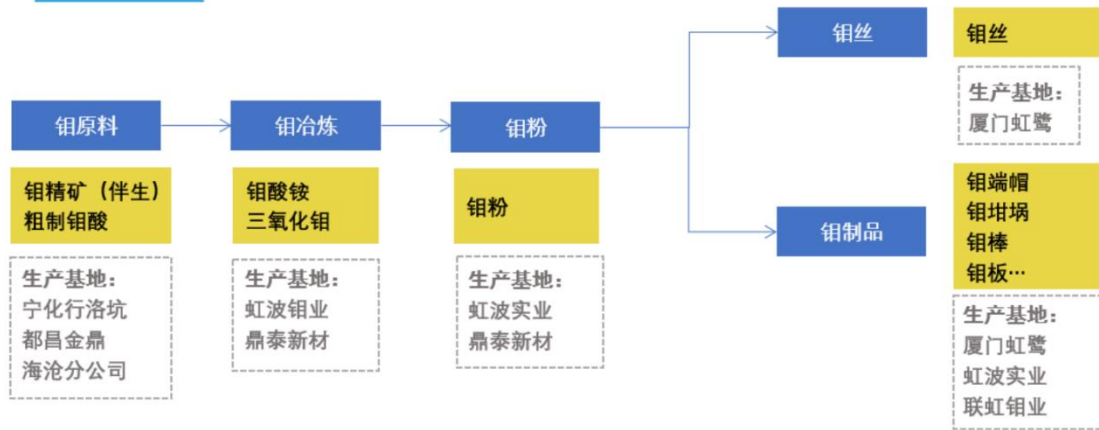 钼原料
钼精矿（伴生）
粗制钼酸
生产基地：
宁化行洛坑
都昌金鼎
海沧分公司
钼冶炼
钼酸铵
三氧化钼
生产基地：
虹波钼业
鼎泰新材
钼粉
钼粉
生产基地：
虹波实业
鼎泰新材
钼丝
钼丝
生产基地：
厦门虹鹭
钼制品
钼端帽
钼坩埚
钼棒
钼板…
生产基地：
厦门虹鹭
虹波实业
联虹钼业